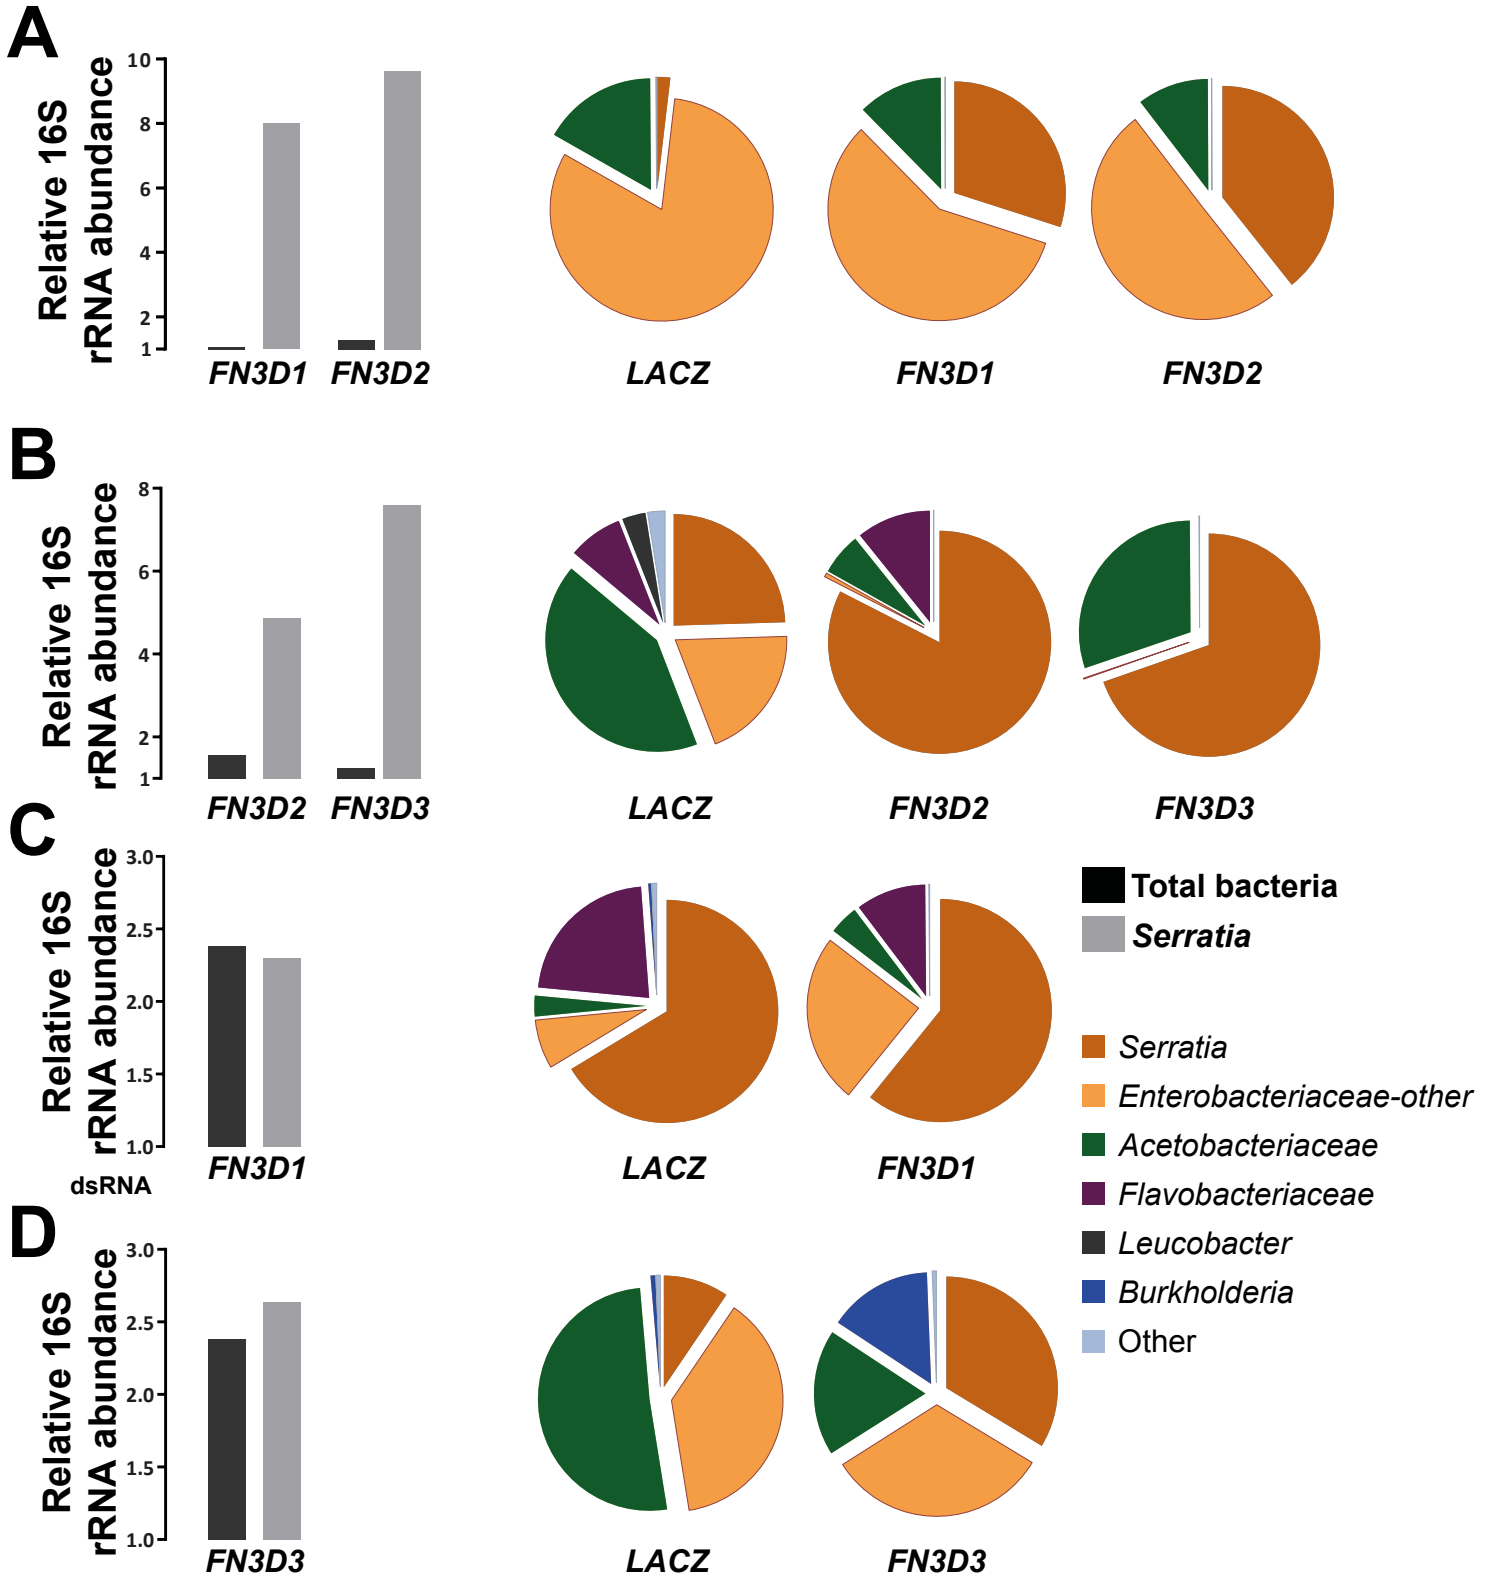 A
Relative 16S
rRNA abundance
10
8
6
4
2
1
FN3D1 FN3D2
LACZ
FN3D1
FN3D2
B
Relative 16S
rRNA abundance
8
6
4
2
1
FN3D2 FN3D3
LACZ
FN3D2
FN3D3
C
Relative 16S
rRNA abundance
3.0
2.5
2.0
1.5
1.0
FN3D1
dsRNA
LACZ
FN3D1
Total bacteria
Serratia
Serratia
Enterobacteriaceae-other
Acetobacteriaceae
Flavobacteriaceae
Leucobacter
Burkholderia
Other
D
Relative 16S
rRNA abundance
3.0
2.5
2.0
1.5
1.0
FN3D3
LACZ
FN3D3